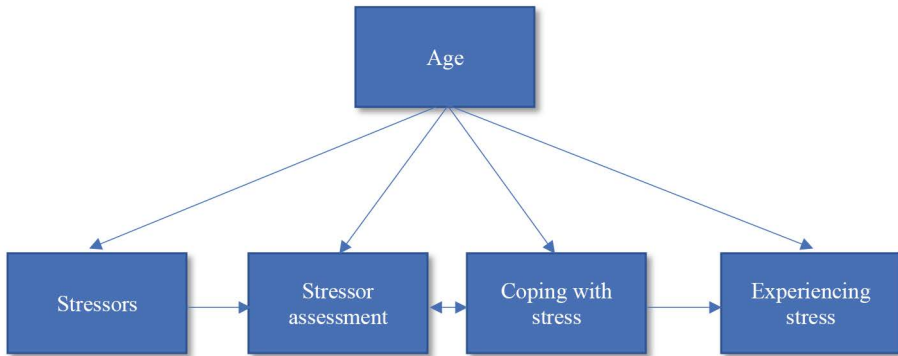 Age
Stressors
Stressor
assessment
Coping with
stress
Experiencing
stress